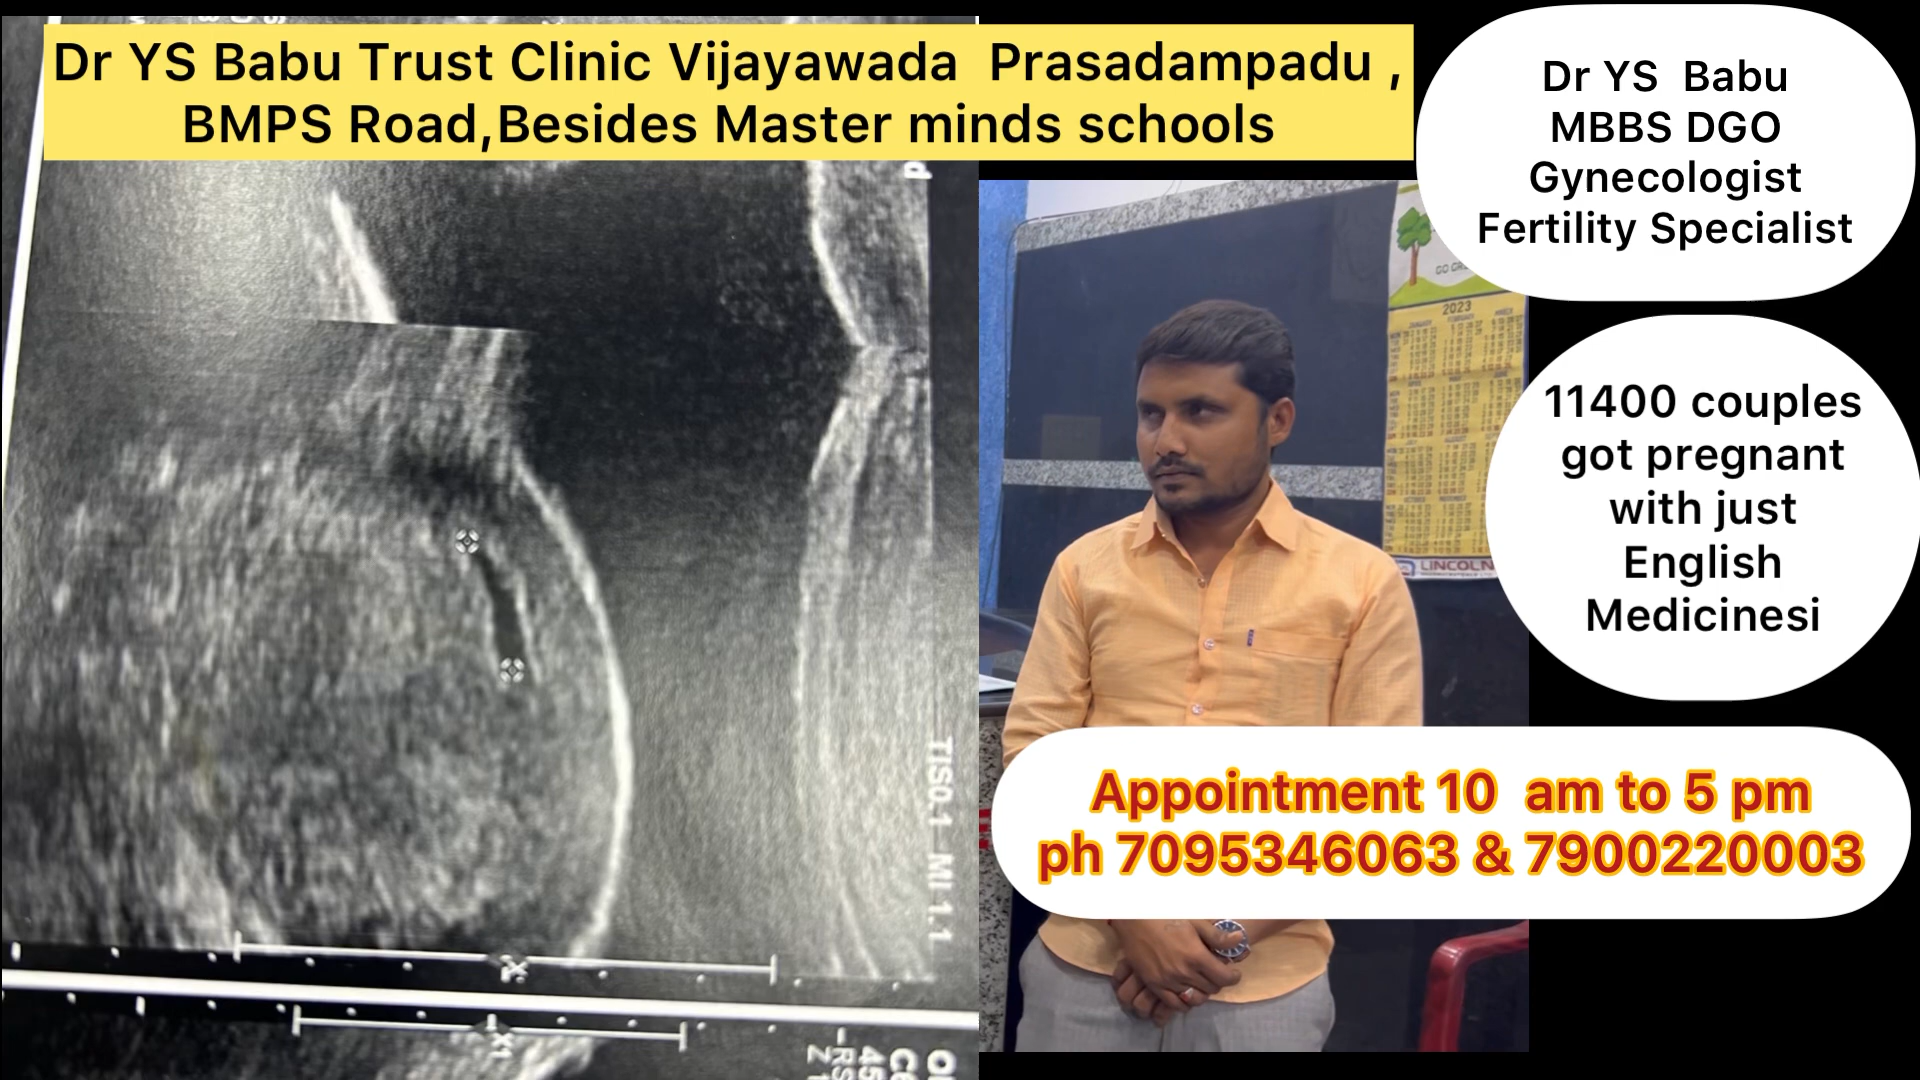 Dr YS Babu Trust Clinic Vijayawada Prasadampadu ,
BMPS Road,Besides Master minds schools
Dr YS Babu
MBBS DGO
Gynecologist
Fertility Specialist
11400 couples
got pregnant
with just
English
Medicinesi
Appointment 10 am to 5 pm
ph 7095346063 & 7900220003
2023
LINCOLN
TIS0.1 MI 1.1